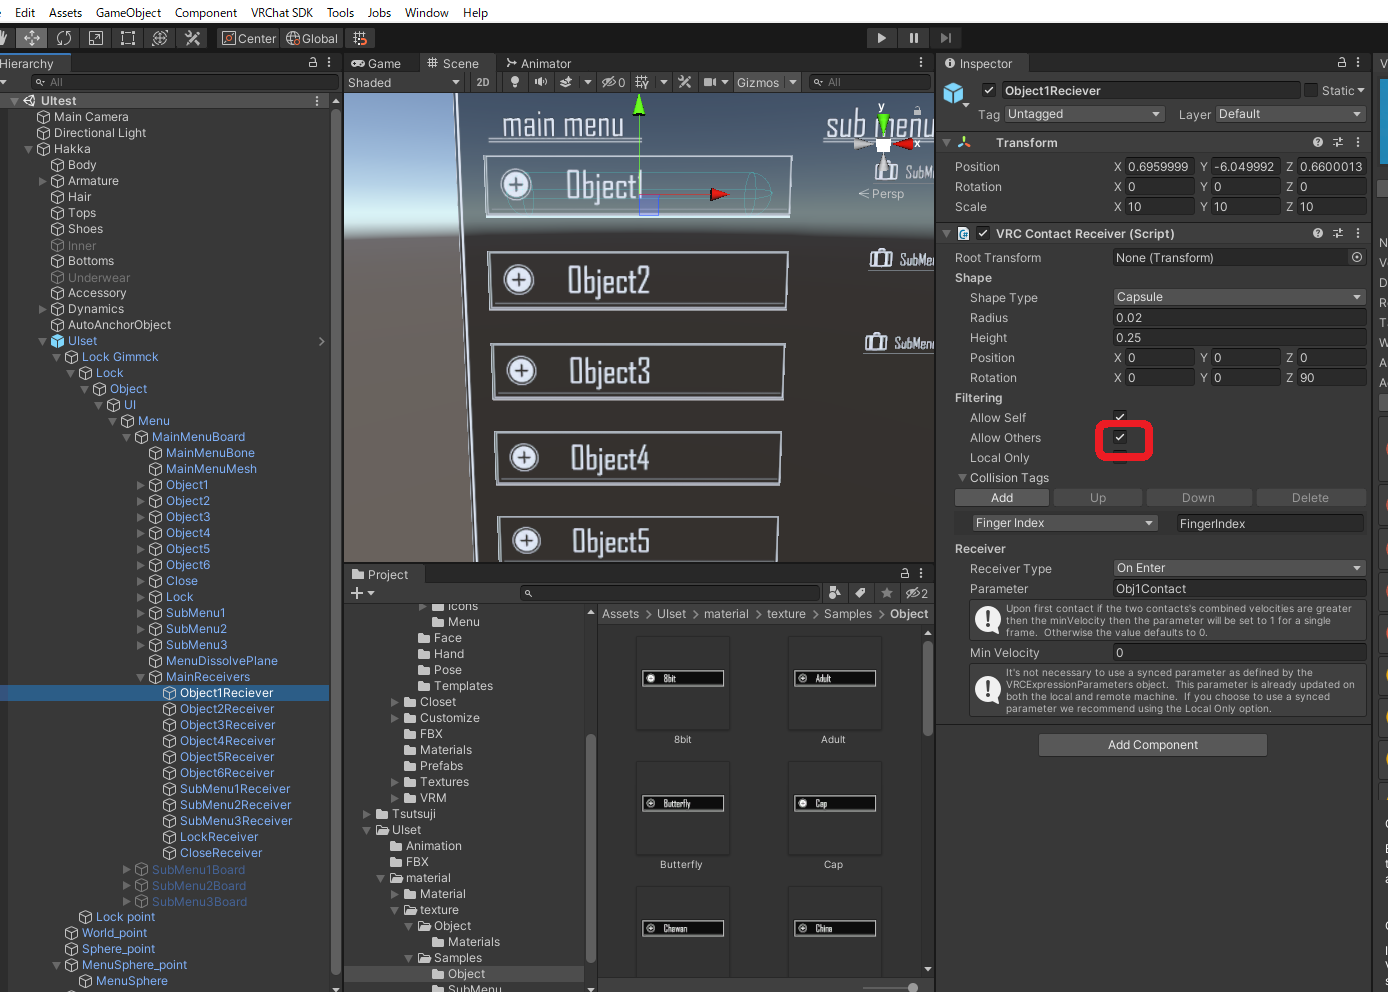 Edit Assets GameObject Component VRChat SDK Tools Jobs Window Help
Center Global
Hierarchy
All
UItest
Main Camera
Directional Light
Hakka
Body
Armature
Hair
Tops
Shoes
Inner
Bottoms
Underwear
Accessory
Dynamics
AutoAnchorObject
UIset
Lock Gimmck
Lock
Object
UI
Menu
MainMenuBoard
MainMenuBone
MainMenuMesh
Object1
Object2
Object3
Object4
Object5
Object6
Close
Lock
SubMenu1
SubMenu2
SubMenu3
MenuDissolvePlane
MainReceivers
Object1Reciever
Object2Receiver
Object3Receiver
Object4Receiver
Object5Receiver
Object6Receiver
SubMenu1Receiver
SubMenu2Receiver
SubMenu3Receiver
LockReceiver
CloseReceiver
SubMenu1Board
SubMenu2Board
SubMenu3Board
Lock point
World_point
Sphere_point
MenuSphere_point
MenuSphere
Game Scene Animator
Shaded 2D 0 Gizmos All
main menu
sub menu
y
x
Persp
Object1
Object2
Object3
Object4
Object5
Project
2
Icons
Menu
Face
Hand
Pose
Templates
Closet
Customize
FBX
Materials
Prefabs
Textures
VRM
Tsutsuji
UIset
Animation
FBX
material
Material
texture
Object
Materials
Samples
Object
SubMenu
Assets > UIset > material > texture > Samples > Object
8bit
Adult
8bit
Adult
Butterfly
Cap
Butterfly
Cap
Chewan
China
Inspector
Object1Reciever Static
Tag Untagged Layer Default
Transform
Position X 0.6959999 Y -6.049992 Z 0.6600013
Rotation X 0 Y 0 Z 0
Scale X 10 Y 10 Z 10
VRC Contact Receiver (Script)
Root Transform None (Transform)
Shape
Shape Type Capsule
Radius 0.02
Height 0.25
Position X 0 Y 0 Z 0
Rotation X 0 Y 0 Z 90
Filtering
Allow Self
Allow Others
Local Only
Collision Tags
Add Up Down Delete
Finger Index FingerIndex
Receiver
Receiver Type On Enter
Parameter Obj1Contact
Upon first contact if the two contacts's combined velocities are greater
then the minVelocity then the parameter will be set to 1 for a single
frame. Otherwise the value defaults to 0.
Min Velocity 0
It's not necessary to use a synced parameter as defined by the
VRCExpressionParameters object. This parameter is already updated on
both the local and remote machine. If you choose to use a synced
parameter we recommend using the Local Only option.
Add Component